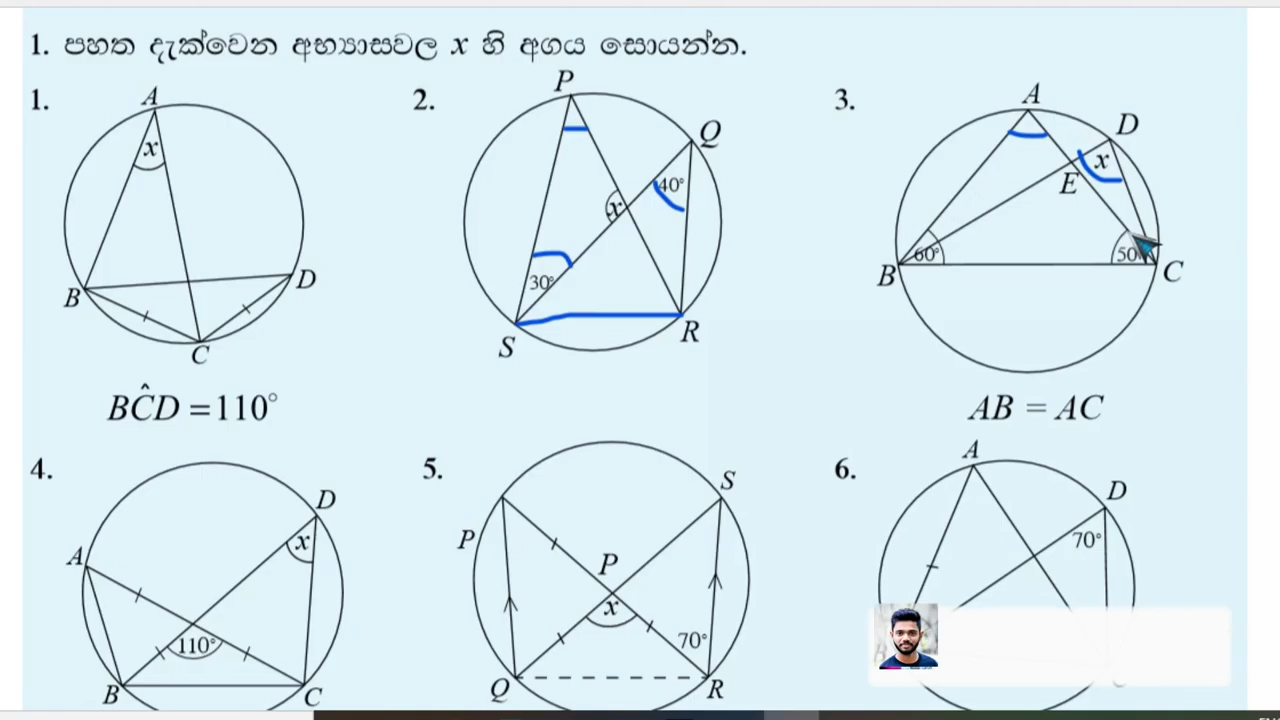 1. පහත දැක්වෙන අභ්‍යාසවල x හි අගය සොයන්න.
1.
A
x
B
D
C
BĈD = 110°
2.
P
Q
40°
x
30°
S
R
3.
A
D
x
E
60°
50
B
C
AB = AC
4.
D
A
x
110°
B
C
5.
S
P
P
x
70°
Q
R
6.
A
D
70°